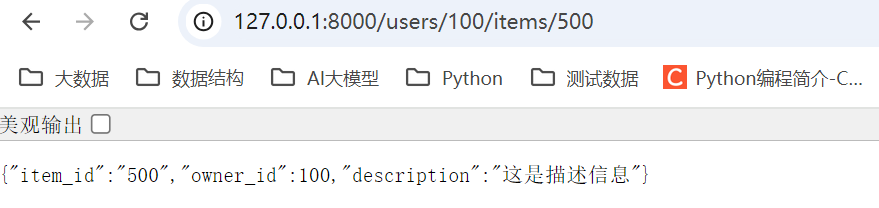 127.0.0.1:8000/users/100/items/500
大数据 数据结构 AI大模型 Python 测试数据 C Python编程简介-C...
美观输出
{"item_id":"500","owner_id":100,"description":"这是描述信息"}